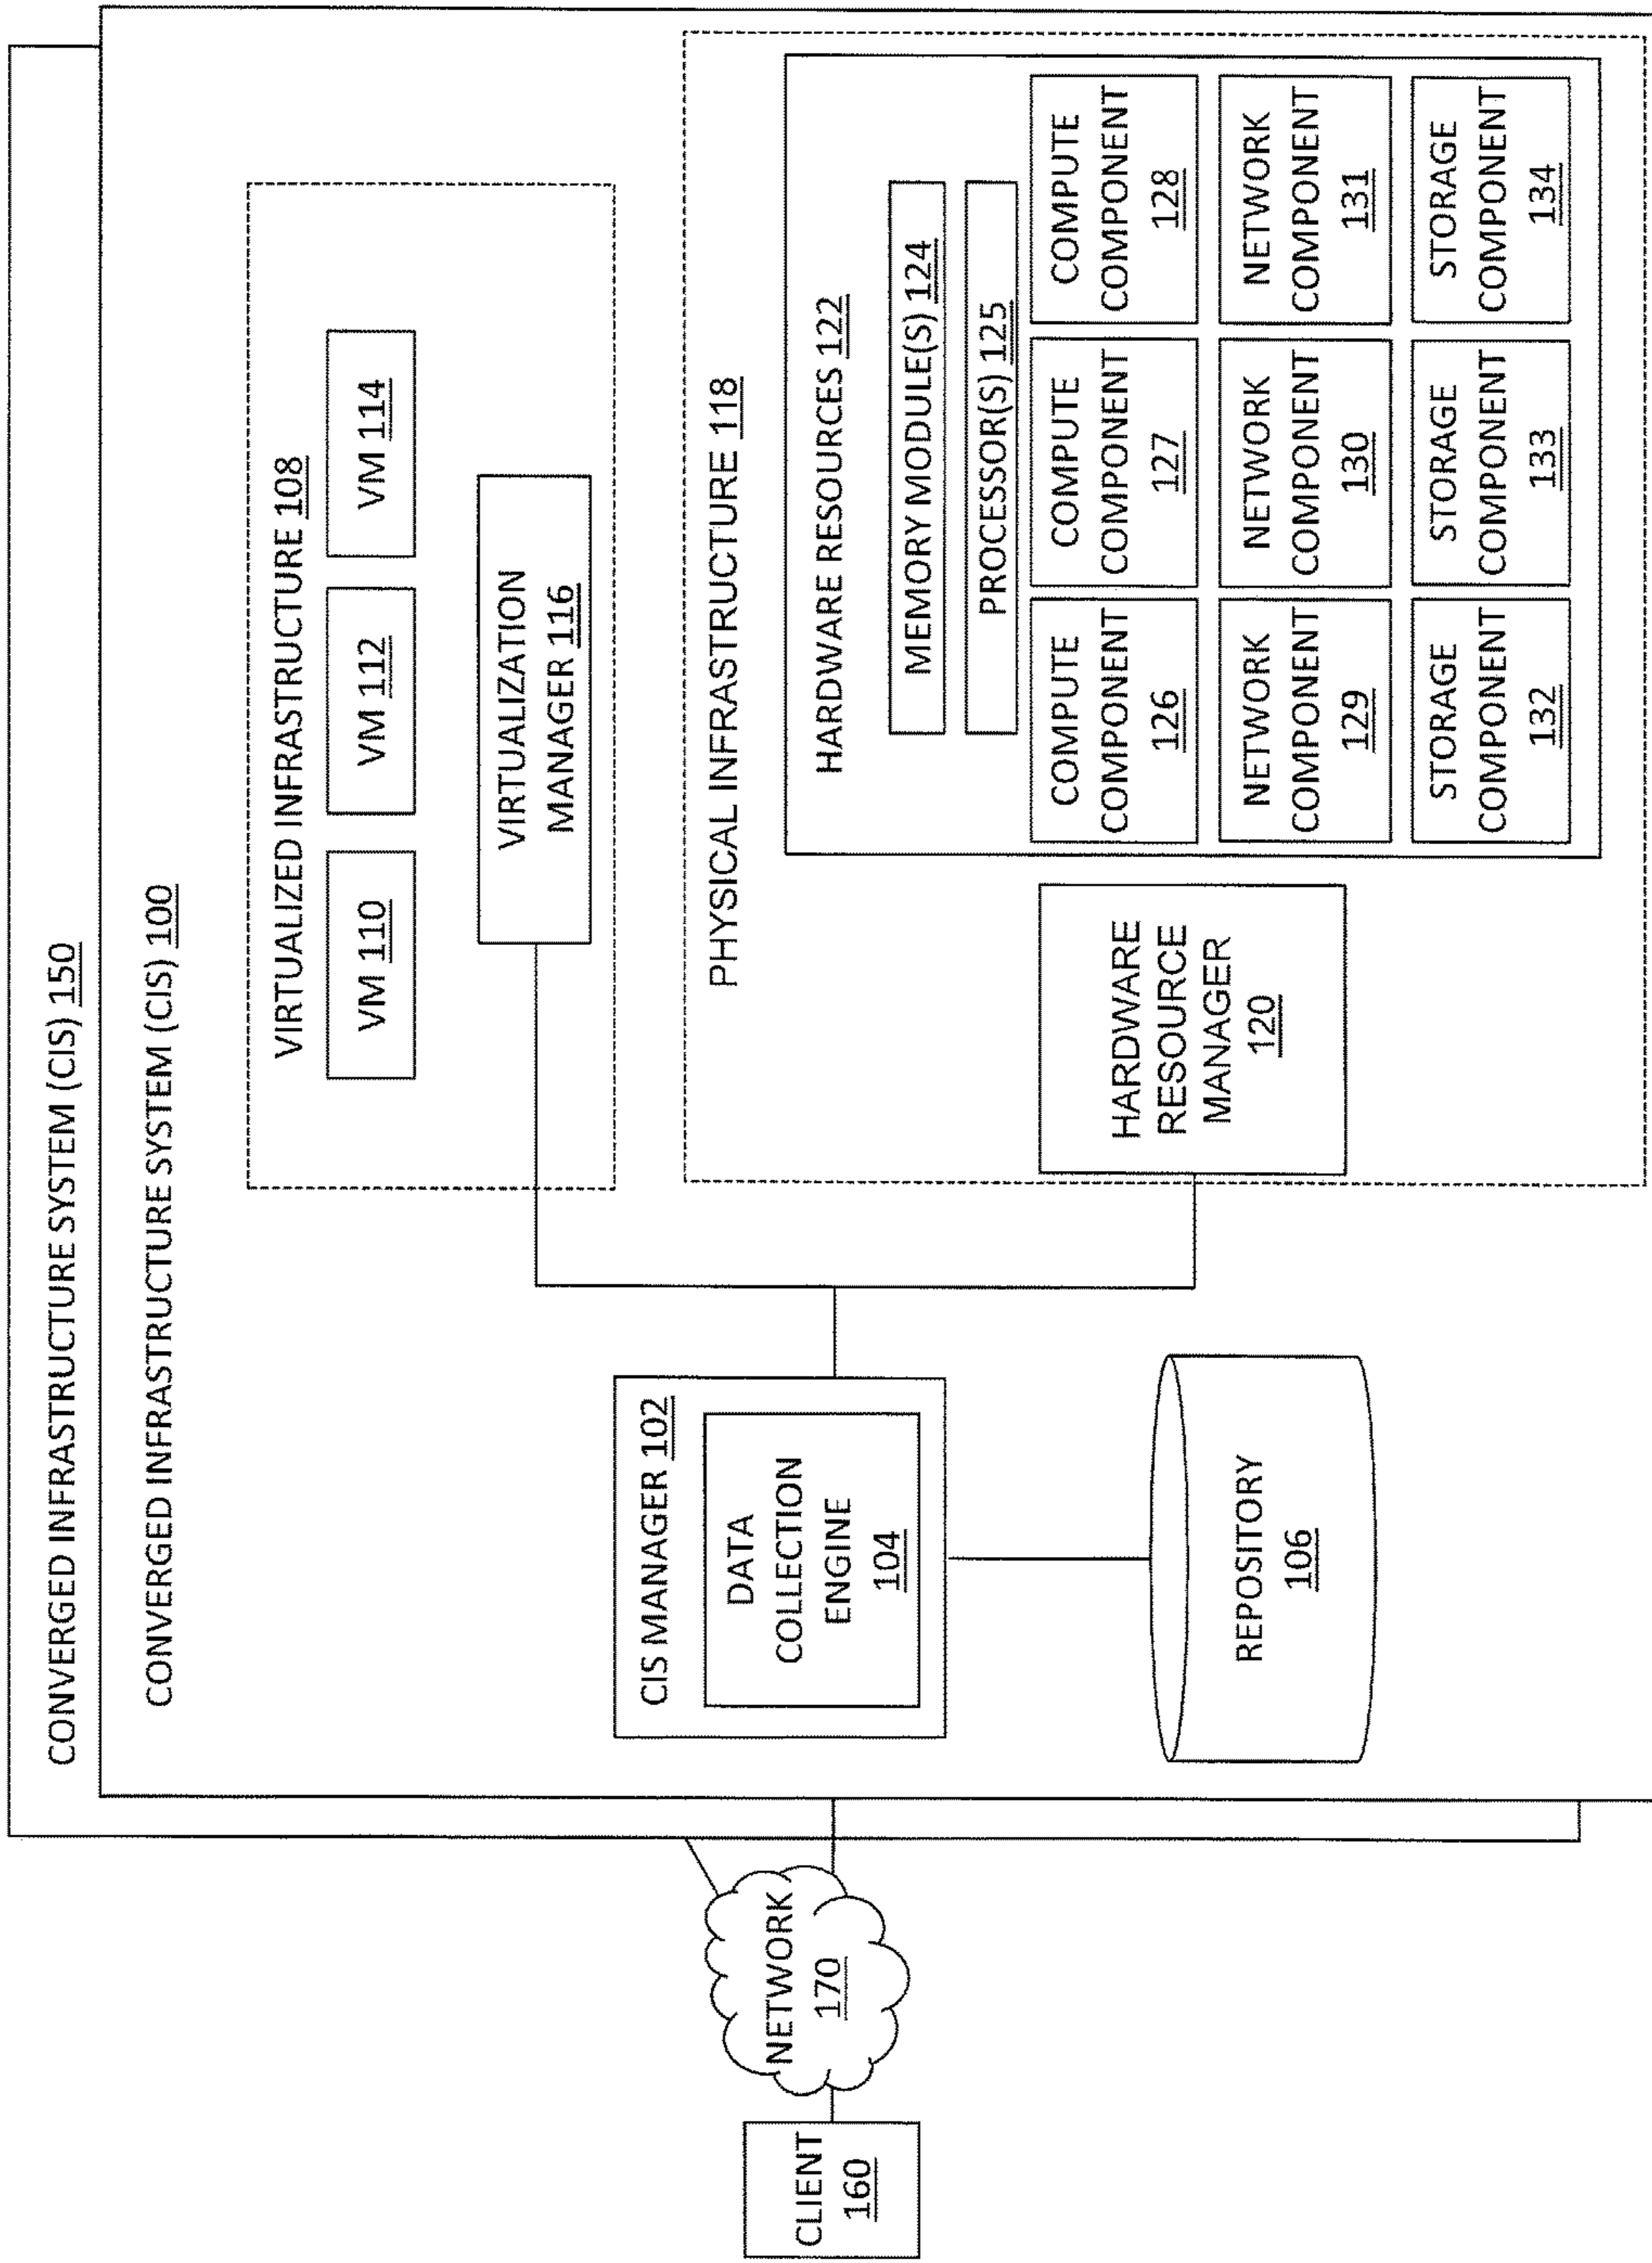 CONVERGED INFRASTRUCTURE SYSTEM (CIS) 150
CONVERGED INFRASTRUCTURE SYSTEM (CIS) 100
VIRTUALIZED INFRASTRUCTURE 108
VM 110
VM 112
VM 114
VIRTUALIZATION
MANAGER 116
CLIENT
160
NETWORK
170
CIS MANAGER 102
DATA
COLLECTION
ENGINE
104
REPOSITORY
106
PHYSICAL INFRASTRUCTURE 118
HARDWARE
RESOURCE
MANAGER
120
HARDWARE RESOURCES 122
MEMORY MODULE(S) 124
PROCESSOR(S) 125
COMPUTE
COMPONENT
126
COMPUTE
COMPONENT
127
COMPUTE
COMPONENT
128
NETWORK
COMPONENT
129
NETWORK
COMPONENT
130
NETWORK
COMPONENT
131
STORAGE
COMPONENT
132
STORAGE
COMPONENT
133
STORAGE
COMPONENT
134